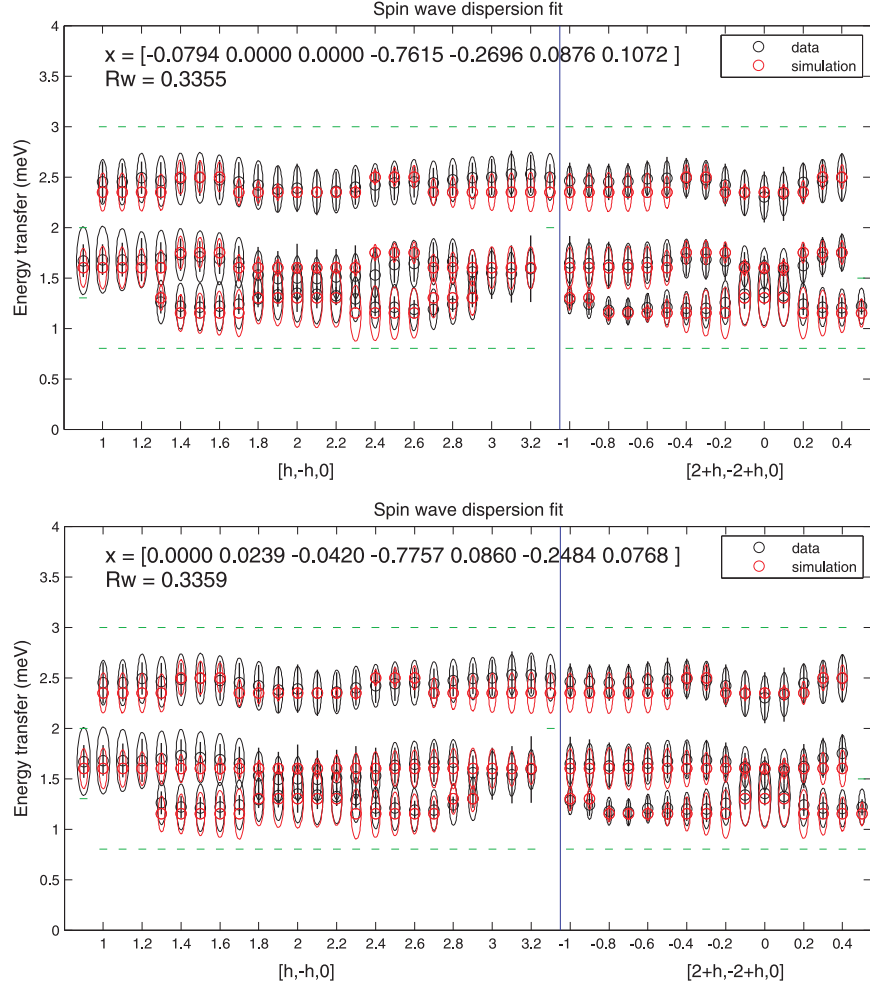 Spin wave dispersion fit
4
x = [-0.0794 0.0000 0.0000 -0.7615 -0.2696 0.0876 0.1072 ]
Rw = 0.3355
data
simulation
3.5
3
2.5
2
1.5
1
0.5
0
Energy transfer (meV)
1 1.2 1.4 1.6 1.8 2 2.2 2.4 2.6 2.8 3 3.2 -1 -0.8 -0.6 -0.4 -0.2 0 0.2 0.4
[h,-h,0] [2+h,-2+h,0]
Spin wave dispersion fit
4
x = [0.0000 0.0239 -0.0420 -0.7757 0.0860 -0.2484 0.0768 ]
Rw = 0.3359
data
simulation
3.5
3
2.5
2
1.5
1
0.5
0
Energy transfer (meV)
1 1.2 1.4 1.6 1.8 2 2.2 2.4 2.6 2.8 3 3.2 -1 -0.8 -0.6 -0.4 -0.2 0 0.2 0.4
[h,-h,0] [2+h,-2+h,0]